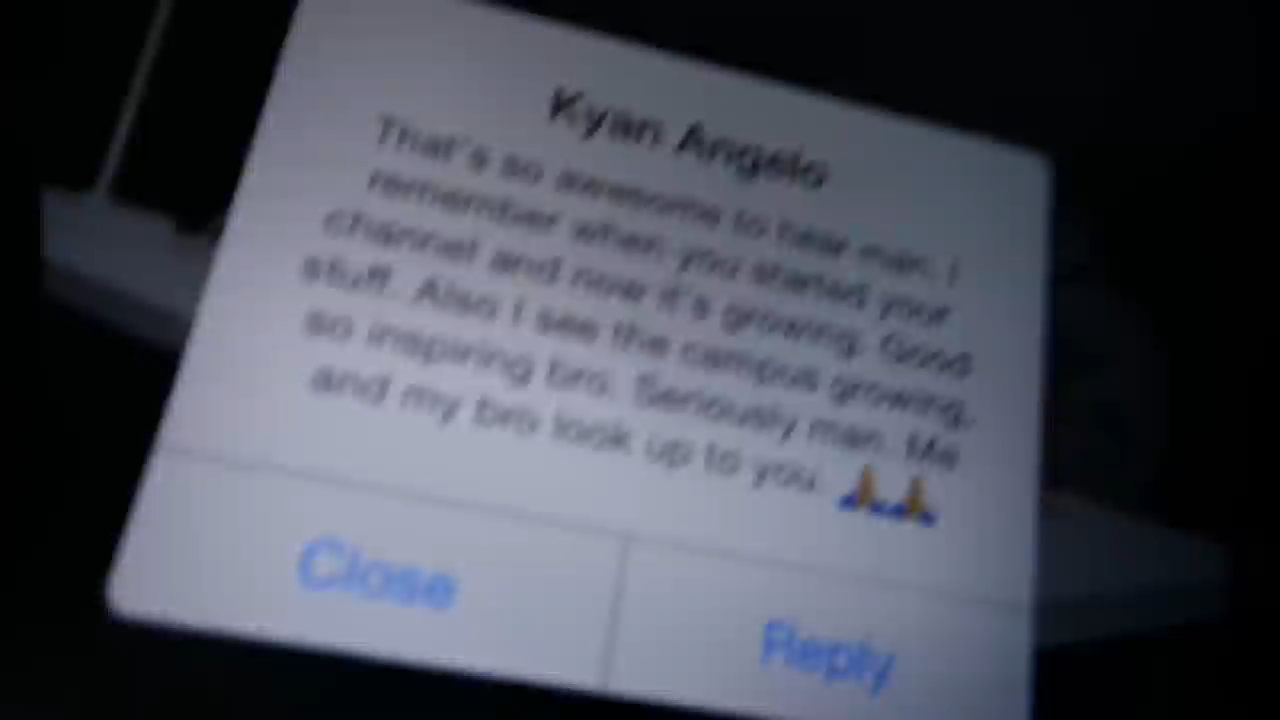 Kyan Angelo
That's so awesome to hear man. I
remember when you started your
channel and now it's growing. Good
stuff. Also I see the campus growing,
so inspiring bro. Seriously man. Me
and my bro look up to you. 🙏🙏
Close
Reply